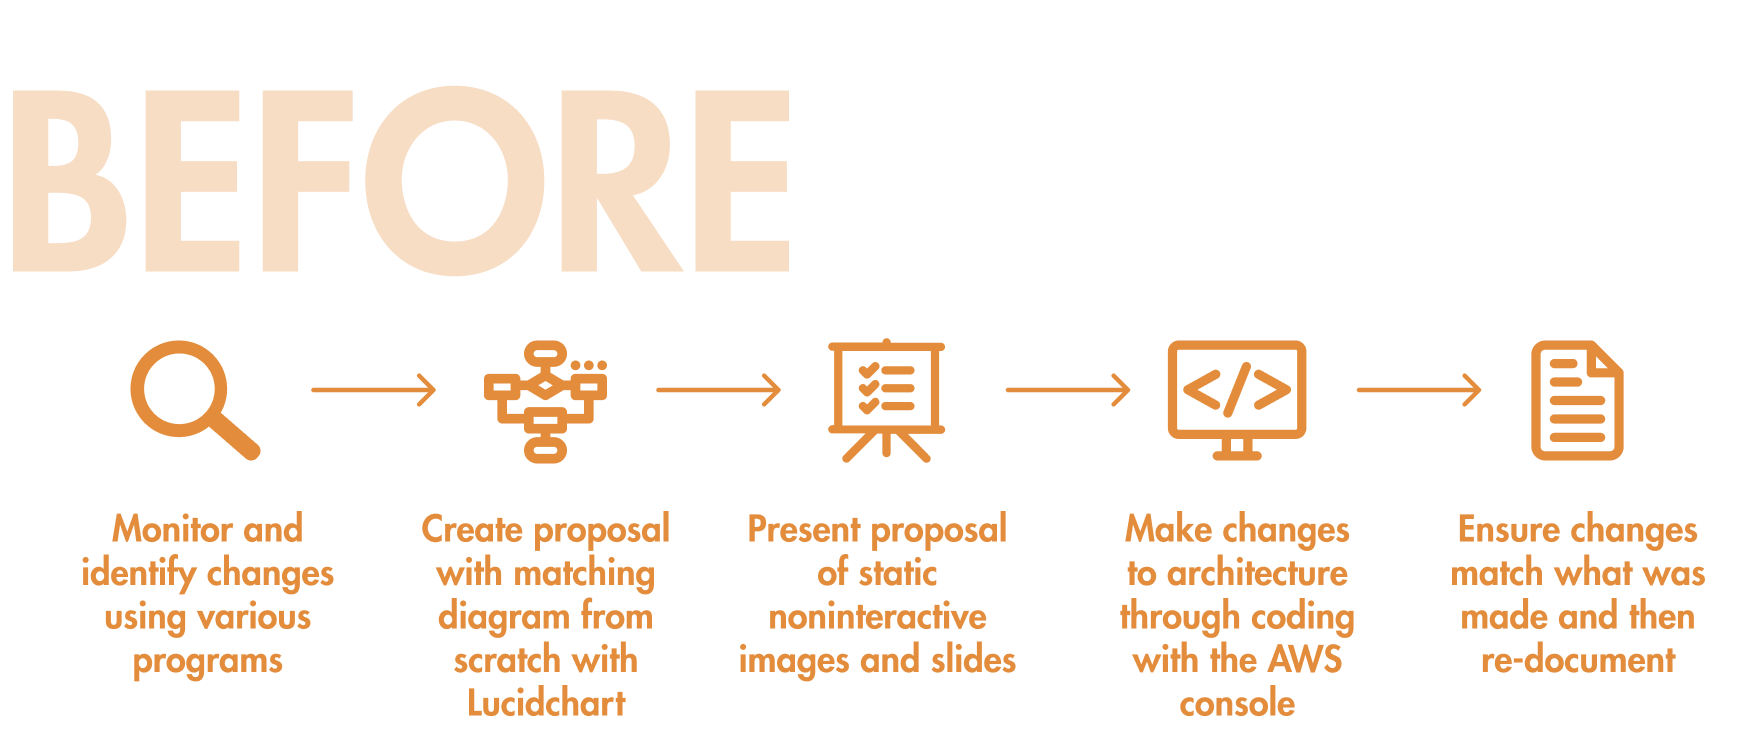 BEFORE
Monitor and
identify changes
using various
programs
Create proposal
with matching
diagram from
scratch with
Lucidchart
Present proposal
of static
noninteractive
images and slides
Make changes
to architecture
through coding
with the AWS
console
Ensure changes
match what was
made and then
re-document